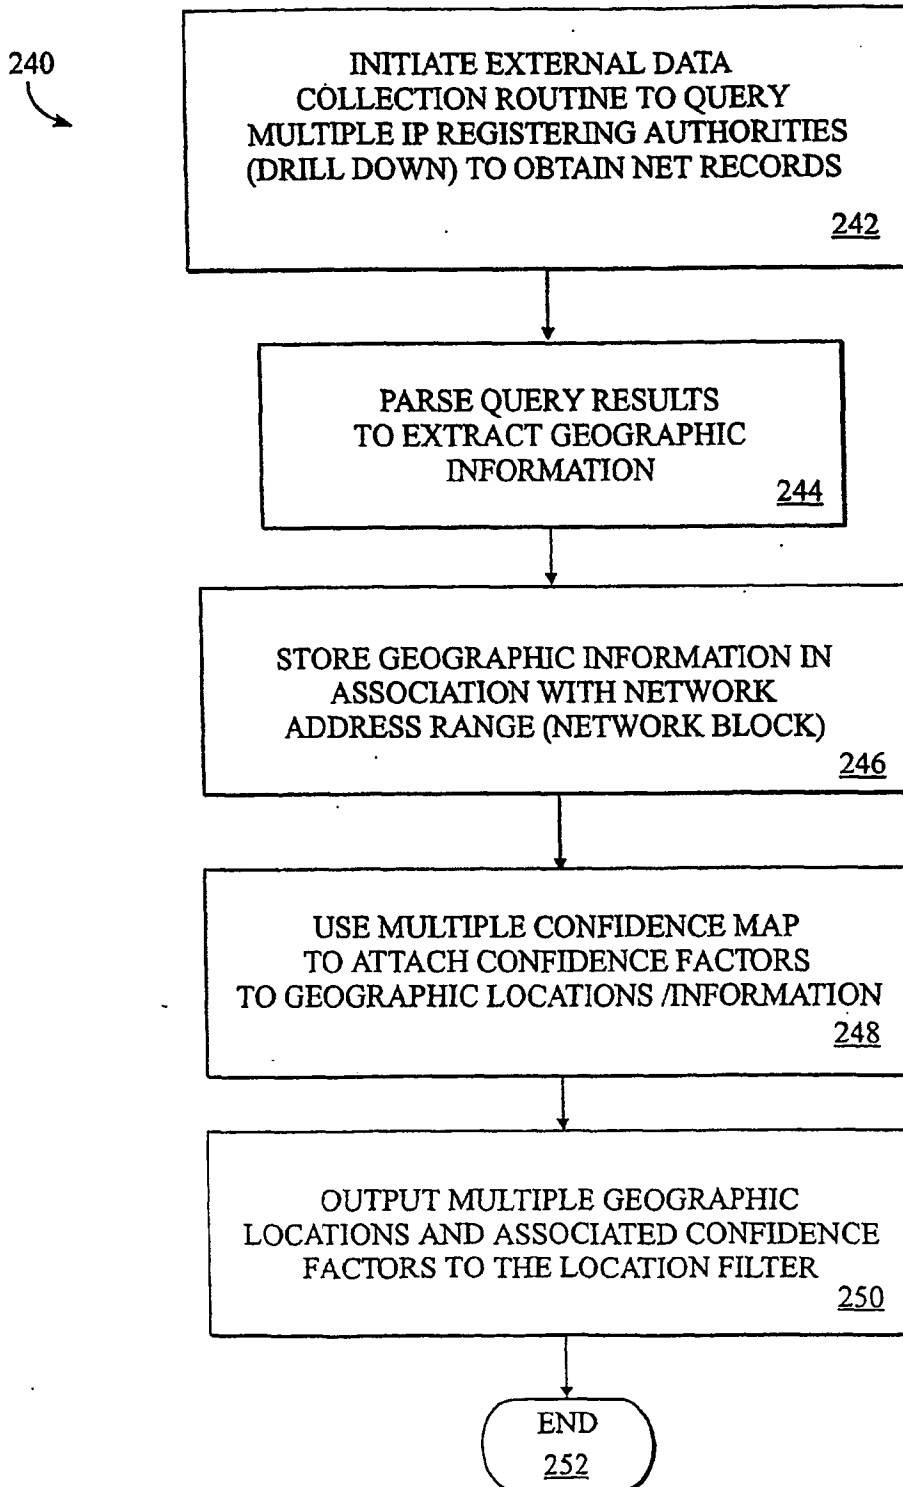 240
INITIATE EXTERNAL DATA
COLLECTION ROUTINE TO QUERY
MULTIPLE IP REGISTERING AUTHORITIES
(DRILL DOWN) TO OBTAIN NET RECORDS
242
PARSE QUERY RESULTS
TO EXTRACT GEOGRAPHIC
INFORMATION
244
STORE GEOGRAPHIC INFORMATION IN
ASSOCIATION WITH NETWORK
ADDRESS RANGE (NETWORK BLOCK)
246
USE MULTIPLE CONFIDENCE MAP
TO ATTACH CONFIDENCE FACTORS
TO GEOGRAPHIC LOCATIONS /INFORMATION
248
OUTPUT MULTIPLE GEOGRAPHIC
LOCATIONS AND ASSOCIATED CONFIDENCE
FACTORS TO THE LOCATION FILTER
250
END
252